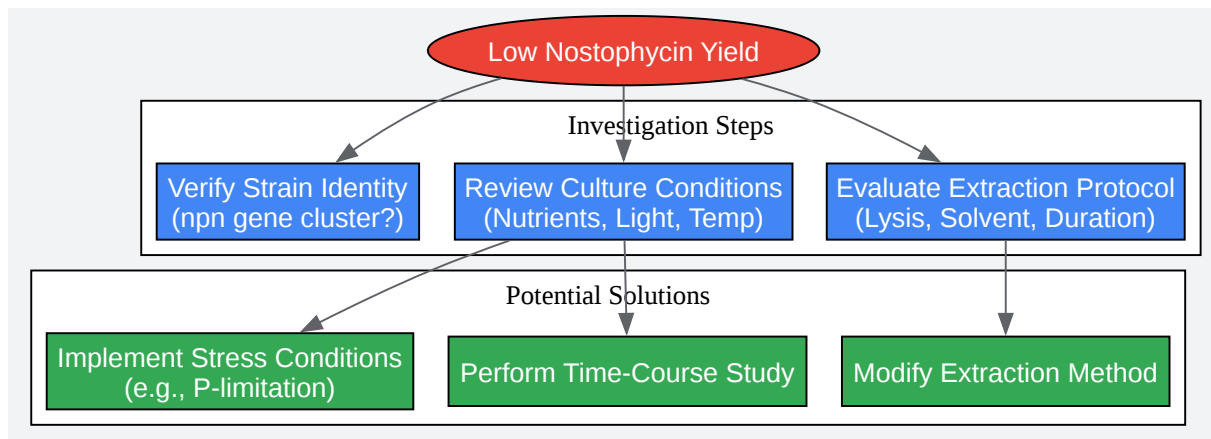 Low Nostophycin Yield
Investigation Steps
Verify Strain Identity
(npn gene cluster?)
Review Culture Conditions
(Nutrients, Light, Temp)
Evaluate Extraction Protocol
(Lysis, Solvent, Duration)
Potential Solutions
Implement Stress Conditions
(e.g., P-limitation)
Perform Time-Course Study
Modify Extraction Method